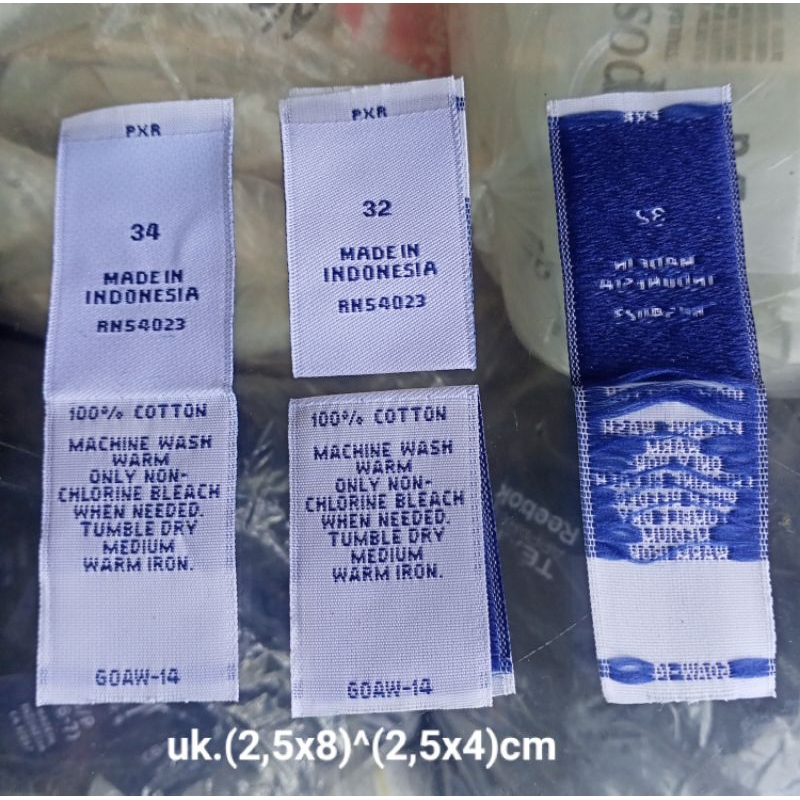 PXR
34
MADE IN
INDONESIA
RN54023
100% COTTON
MACHINE WASH
WARM
ONLY NON-
CHLORINE BLEACH
WHEN NEEDED.
TUMBLE DRY
MEDIUM
WARM IRON.
GOAW-14
PXR
32
MADE IN
INDONESIA
RN54023
100% COTTON
MACHINE WASH
WARM
ONLY NON-
CHLORINE BLEACH
WHEN NEEDED.
TUMBLE DRY
MEDIUM
WARM IRON.
GOAW-14
Reebok
uk.(2,5x8)^(2,5x4)cm